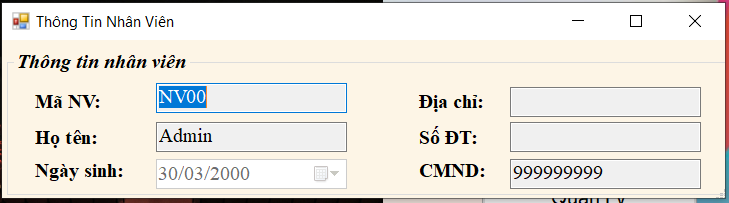 Thông Tin Nhân Viên
Thông tin nhân viên
Mã NV: NV00 Địa chỉ:
Họ tên: Admin Số ĐT:
Ngày sinh: 30/03/2000 CMND: 999999999